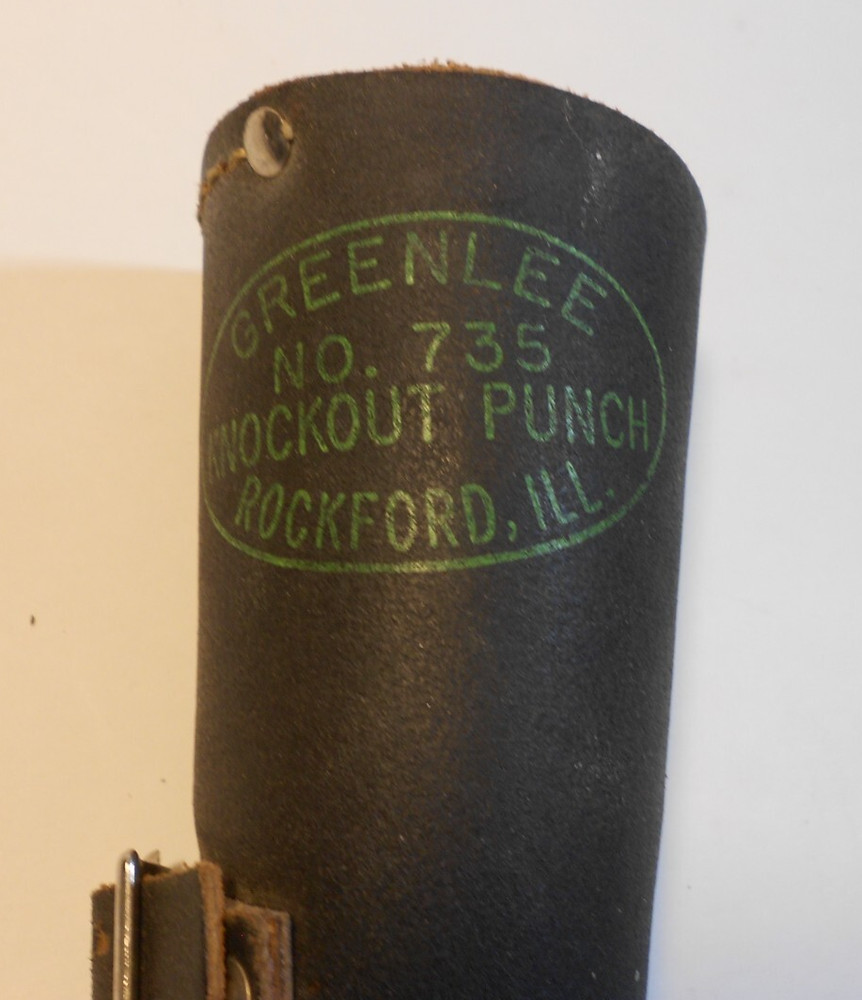 GREENLEE
NO. 735
KNOCKOUT PUNCH
ROCKFORD, ILL.